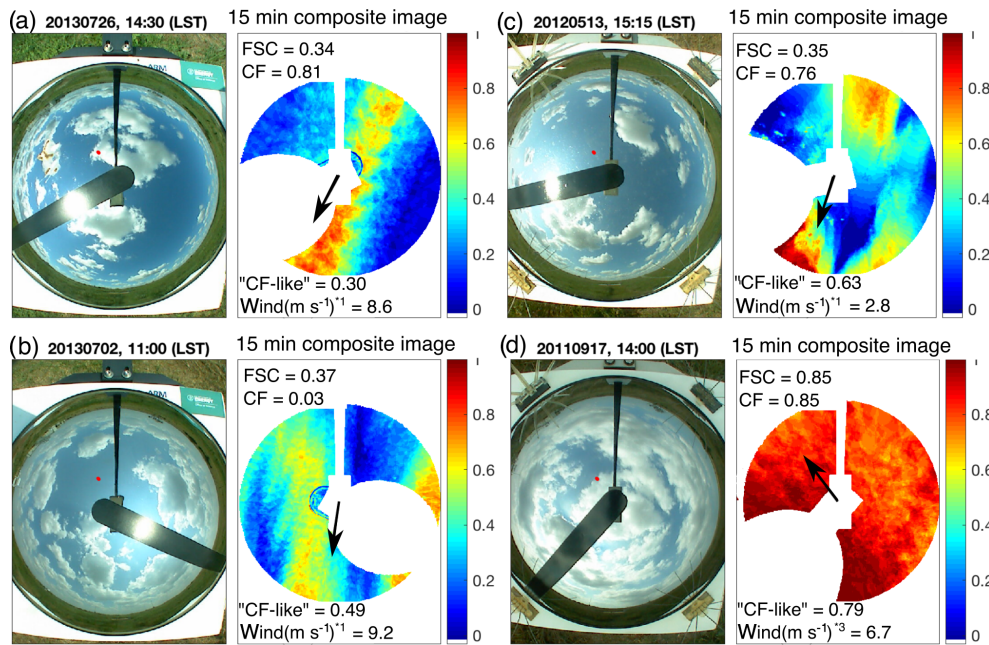 (a) 20130726, 14:30 (LST)
15 min composite image
FSC = 0.34
CF = 0.81
"CF-like" = 0.30
Wind(m s⁻¹)*¹ = 8.6
1
0.8
0.6
0.4
0.2
0
ARM
(c) 20120513, 15:15 (LST)
15 min composite image
FSC = 0.35
CF = 0.76
"CF-like" = 0.63
Wind(m s⁻¹)*¹ = 2.8
1
0.8
0.6
0.4
0.2
0
(b) 20130702, 11:00 (LST)
15 min composite image
FSC = 0.37
CF = 0.03
"CF-like" = 0.49
Wind(m s⁻¹)*¹ = 9.2
1
0.8
0.6
0.4
0.2
0
ARM
(d) 20110917, 14:00 (LST)
15 min composite image
FSC = 0.85
CF = 0.85
"CF-like" = 0.79
Wind(m s⁻¹)*³ = 6.7
1
0.8
0.6
0.4
0.2
0